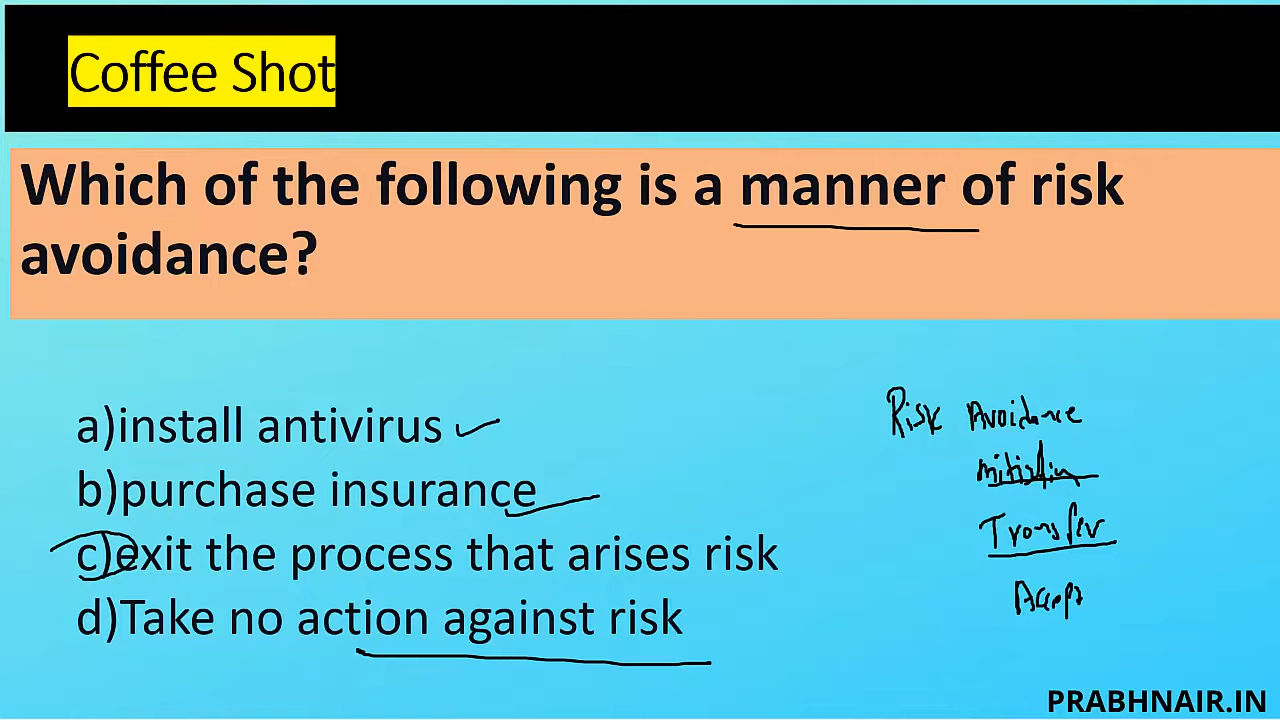 Coffee Shot
Which of the following is a manner of risk
avoidance?
a)install antivirus
b)purchase insurance
c)exit the process that arises risk
d)Take no action against risk
Risk Avoidance
Transfer
Accept
PRABHNAIR.IN